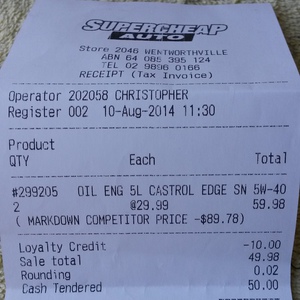 SUPERCHEAP
AUTO
Store 2046 WENTWORTHVILLE
ABN 64 085 395 124
TEL 02 9896 0166
RECEIPT (Tax Invoice)
Operator 202058 CHRISTOPHER
Register 002 10-Aug-2014 11:30
Product
QTY Each Total
#299205 OIL ENG 5L CASTROL EDGE SN 5W-40
2 @29.99 59.98
( MARKDOWN COMPETITOR PRICE -$89.78)
Loyalty Credit -10.00
Sale total 49.98
Rounding 0.02
Cash Tendered 50.00